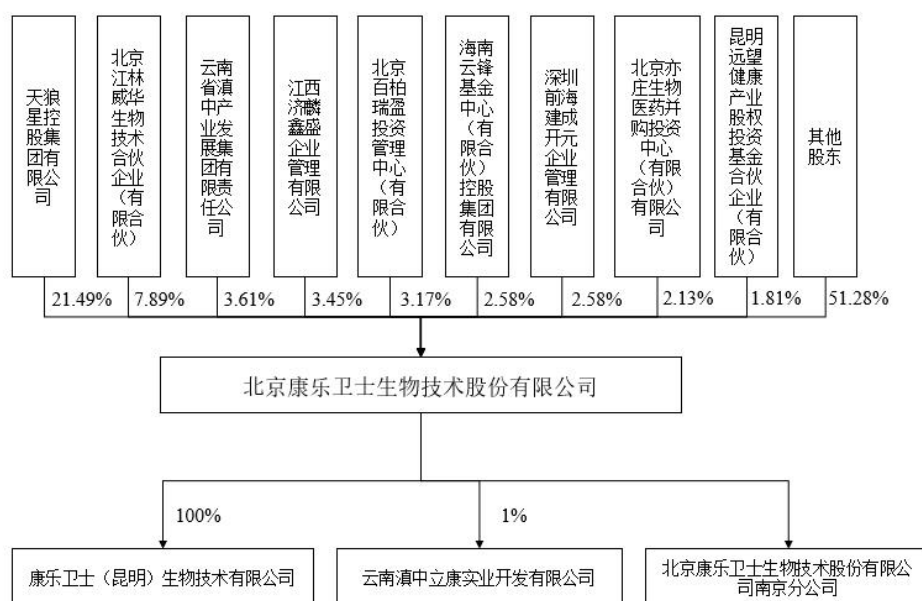 天狼
星控
股集
团有
限公
司
北京
江林
威华
生物
技术
合伙
企业
（有
限合
伙）
云南
省滇
中产
业发
展集
团有
限责
任公
司
江西
济麟
鑫盛
企业
管理
有限
公司
北京
百柏
瑞盈
投资
管理
中心
（有
限合
伙）
海南
云锋
基金
中心
（有
限合
伙）
控股
集团
有限
公司
深圳
前海
建成
开元
企业
管理
有限
公司
北京亦
庄生物
医药并
购投资
中心
（有限
合伙）
有限公
司
昆明
远望
健康
产业
股权
投资
基金
合伙
企业
（有
限合
伙）
其他
股东
21.49%
7.89%
3.61%
3.45%
3.17%
2.58%
2.58%
2.13%
1.81%
51.28%
北京康乐卫士生物技术股份有限公司
100%
1%
康乐卫士（昆明）生物技术有限公司
云南滇中立康实业开发有限公司
北京康乐卫士生物技术股份有限公
司南京分公司